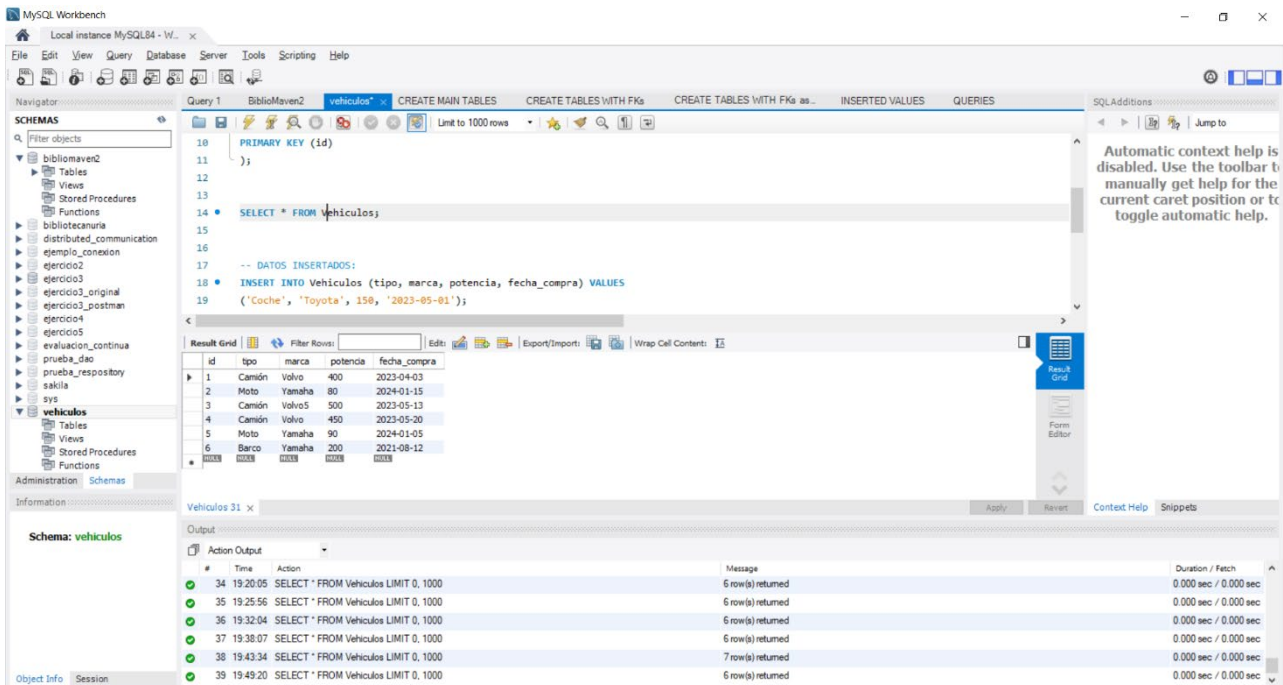 MySQL Workbench
Local instance MySQL84 - W...
File Edit View Query Database Server Tools Scripting Help
Navigator
SCHEMAS
Filter objects
bibliomaven2
Tables
Views
Stored Procedures
Functions
bibliotecanuria
distributed_communication
ejemplo_conexion
ejercicio2
ejercicio3
ejercicio3_original
ejercicio3_postman
ejercicio4
ejercicio5
evaluacion_continua
prueba_dao
prueba_respository
sakila
sys
vehiculos
Tables
Views
Stored Procedures
Functions
Administration Schemas
Information
Schema: vehiculos
Object Info Session
Query 1 BiblioMaven2 vehiculos* CREATE MAIN TABLES CREATE TABLES WITH FKs CREATE TABLES WITH FKs as... INSERTED VALUES QUERIES
Limit to 1000 rows
10 PRIMARY KEY (id)
11 );
12
13
14 SELECT * FROM Vehiculos;
15
16
17 -- DATOS INSERTADOS:
18 INSERT INTO Vehiculos (tipo, marca, potencia, fecha_compra) VALUES
19 ('Coche', 'Toyota', 150, '2023-05-01');
Result Grid Filter Rows: Edit: Export/Import: Wrap Cell Content:
id tipo marca potencia fecha_compra
1 Camión Volvo 400 2023-04-03
2 Moto Yamaha 80 2024-01-15
3 Camión Volvo5 500 2023-05-13
4 Camión Volvo 450 2023-05-20
5 Moto Yamaha 90 2024-01-05
6 Barco Yamaha 200 2021-08-12
NULL NULL NULL NULL NULL
Result Grid
Form Editor
Vehiculos 31
Apply Revert
Output
Action Output
# Time Action Message Duration / Fetch
34 19:20:05 SELECT * FROM Vehiculos LIMIT 0, 1000 6 row(s) returned 0.000 sec / 0.000 sec
35 19:25:56 SELECT * FROM Vehiculos LIMIT 0, 1000 6 row(s) returned 0.000 sec / 0.000 sec
36 19:32:04 SELECT * FROM Vehiculos LIMIT 0, 1000 6 row(s) returned 0.000 sec / 0.000 sec
37 19:38:07 SELECT * FROM Vehiculos LIMIT 0, 1000 6 row(s) returned 0.000 sec / 0.000 sec
38 19:43:34 SELECT * FROM Vehiculos LIMIT 0, 1000 7 row(s) returned 0.000 sec / 0.000 sec
39 19:49:20 SELECT * FROM Vehiculos LIMIT 0, 1000 6 row(s) returned 0.000 sec / 0.000 sec
SQLAdditions
Jump to
Automatic context help is
disabled. Use the toolbar to
manually get help for the
current caret position or to
toggle automatic help.
Context Help Snippets